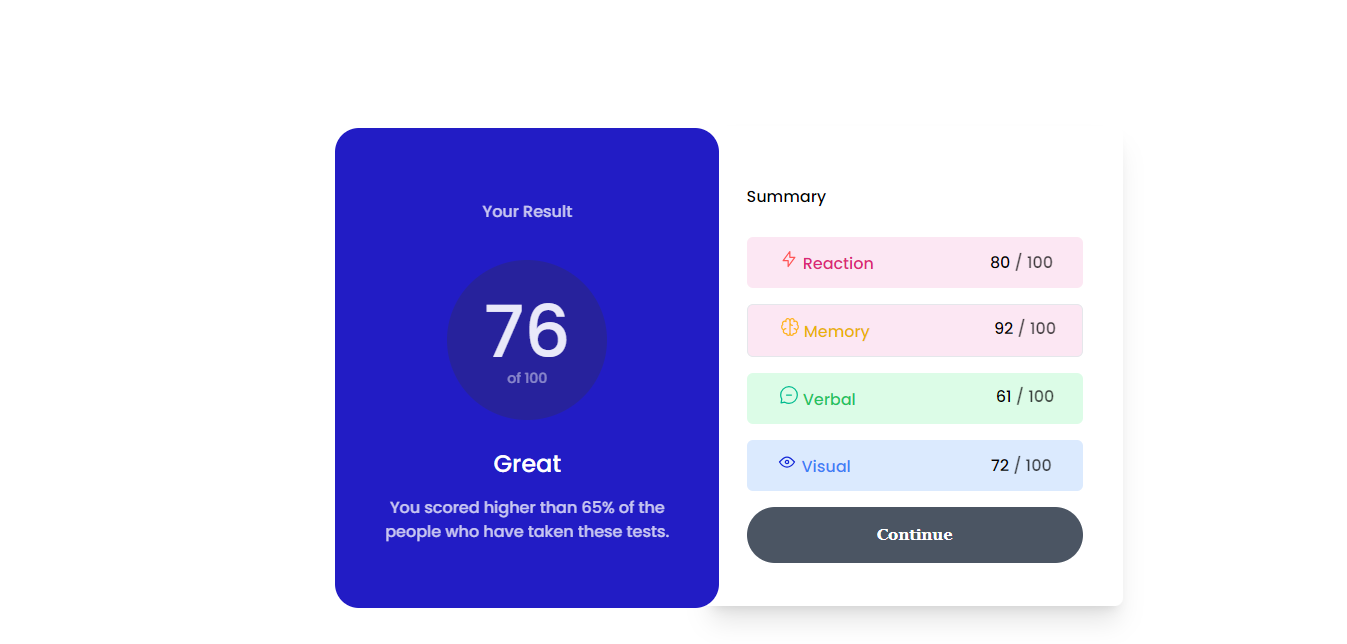 Your Result
76
of 100
Great
You scored higher than 65% of the
people who have taken these tests.
Summary
Reaction 80 / 100
Memory 92 / 100
Verbal 61 / 100
Visual 72 / 100
Continue